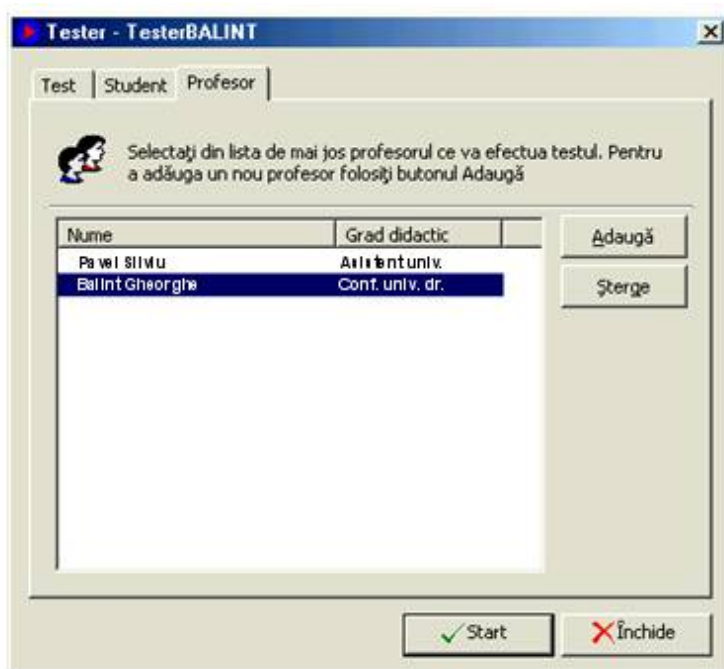 Tester - TesterBALINT
Test Student Profesor
Selectaţi din lista de mai jos profesorul ce va efectua testul. Pentru
a adăuga un nou profesor folosiţi butonul Adaugă
Nume Grad didactic
Adaugă
Pavel Silviu Asistent univ.
Balint Gheorghe Conf. univ. dr.
Şterge
Start Închide